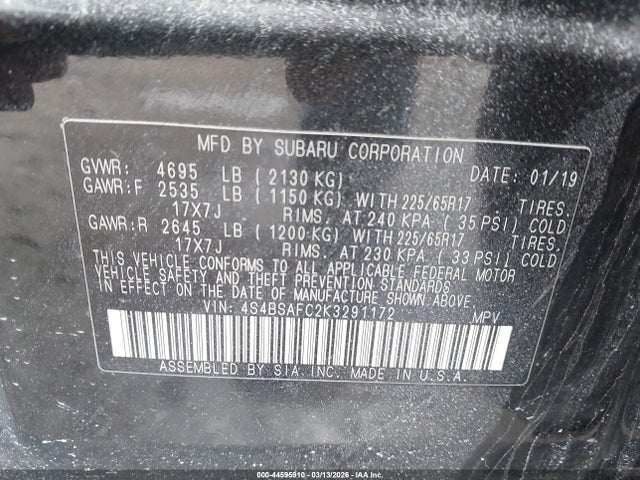 MFD BY SUBARU CORPORATION
GVWR: 4695 LB (2130 KG) DATE: 01/19
GAWR:F 2535 LB (1150 KG) WITH 225/65R17 TIRES.
17X7J RIMS. AT 240 KPA (35 PSI) COLD
GAWR:R 2645 LB (1200 KG) WITH 225/65R17 TIRES.
17X7J RIMS. AT 230 KPA (33 PSI) COLD
THIS VEHICLE CONFORMS TO ALL APPLICABLE FEDERAL MOTOR
VEHICLE SAFETY AND THEFT PREVENTION STANDARDS IN EFFECT
ON THE DATE OF MANUFACTURE SHOWN ABOVE.
VIN: 4S4BSAFC2K3291172 MPV
ASSEMBLED BY SIA, INC. MADE IN U.S.A.
000-44595910 - 03/13/2026 - © COPYRIGHT IAA, LLC